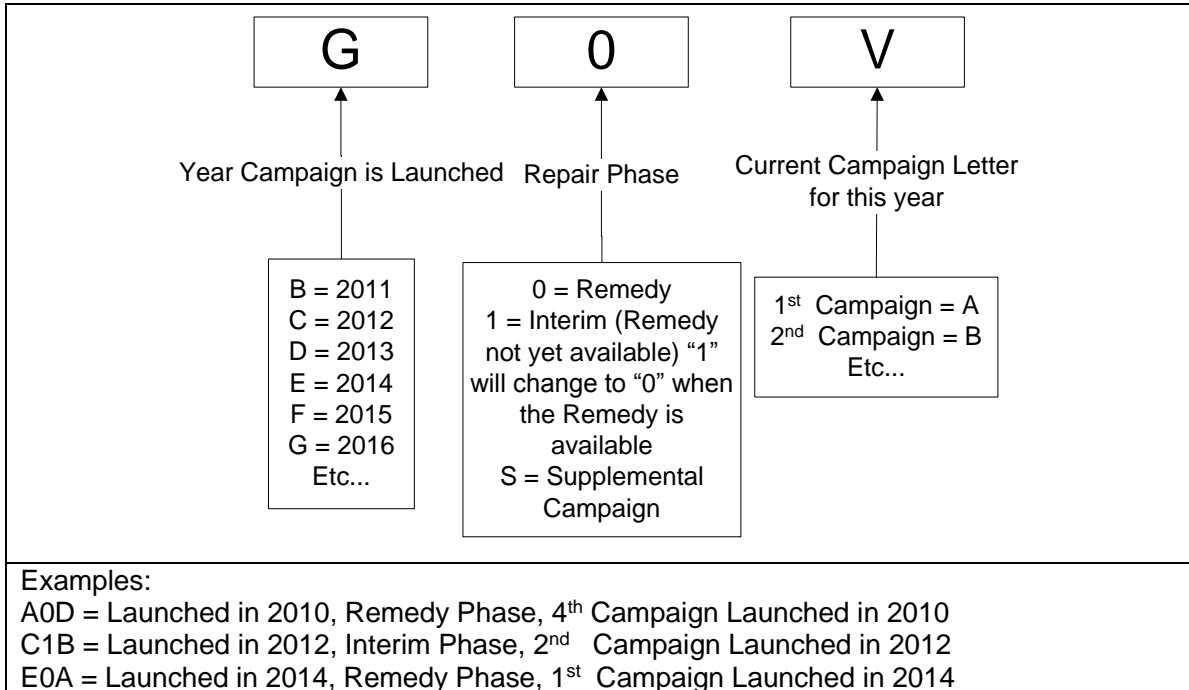 G 0 V
Year Campaign is Launched
Repair Phase
Current Campaign Letter
for this year
B = 2011
C = 2012
D = 2013
E = 2014
F = 2015
G = 2016
Etc...
0 = Remedy
1 = Interim (Remedy
not yet available) “1”
will change to “0” when
the Remedy is
available
S = Supplemental
Campaign
1st Campaign = A
2nd Campaign = B
Etc...
Examples:
A0D = Launched in 2010, Remedy Phase, 4th Campaign Launched in 2010
C1B = Launched in 2012, Interim Phase, 2nd Campaign Launched in 2012
E0A = Launched in 2014, Remedy Phase, 1st Campaign Launched in 2014